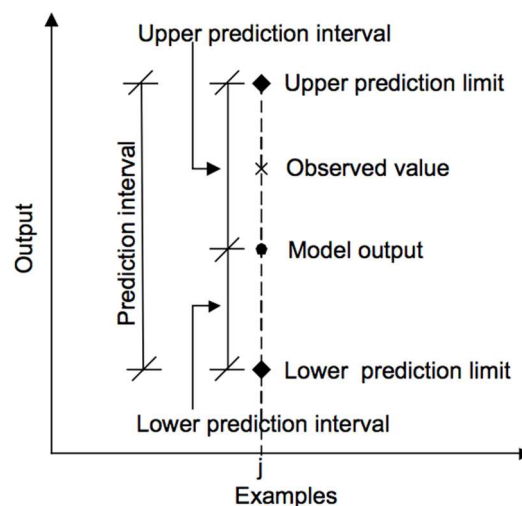 Upper prediction interval
Upper prediction limit
Observed value
Prediction interval
Output
Model output
Lower prediction limit
Lower prediction interval
j
Examples